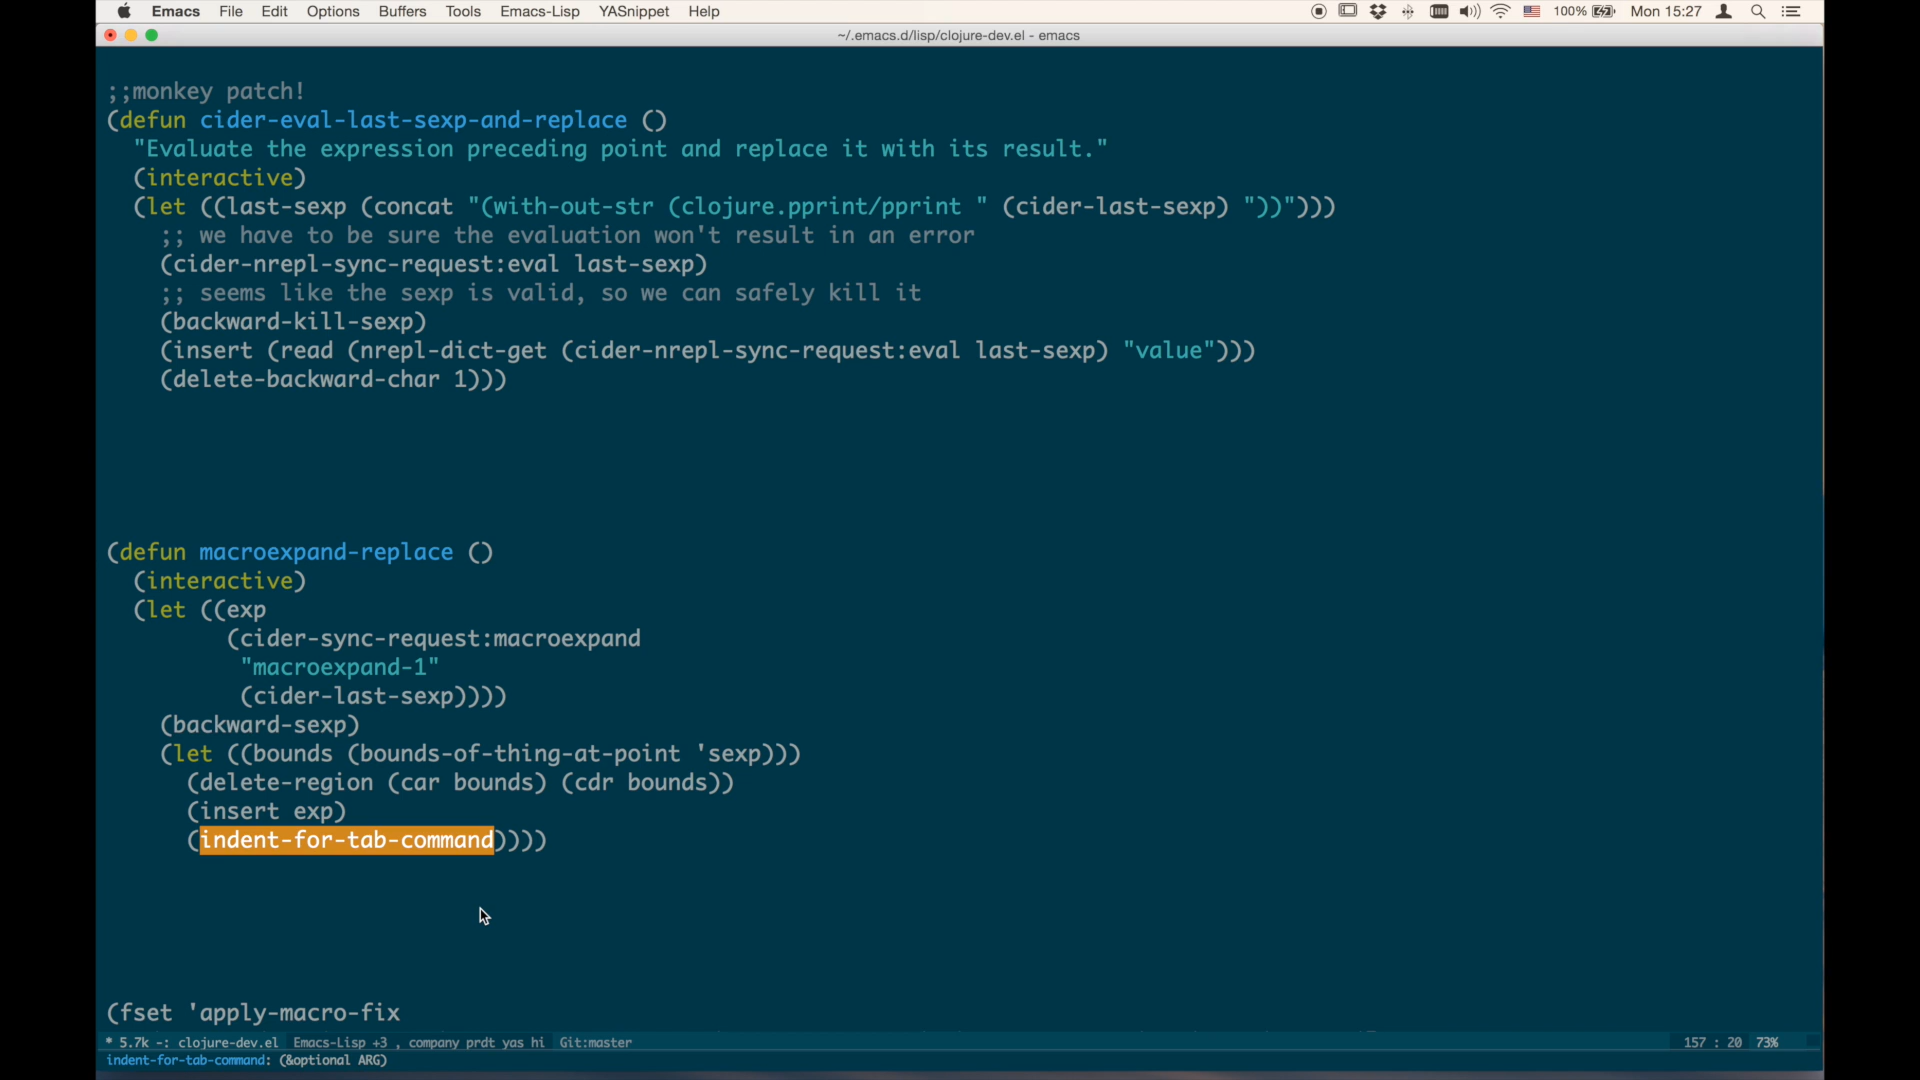 Emacs File Edit Options Buffers Tools Emacs-Lisp YASnippet Help 100% Mon 15:27
~/.emacs.d/lisp/clojure-dev.el - emacs
;;monkey patch!
(defun cider-eval-last-sexp-and-replace ()
  "Evaluate the expression preceding point and replace it with its result."
  (interactive)
  (let ((last-sexp (concat "(with-out-str (clojure.pprint/pprint " (cider-last-sexp) "))")))
    ;; we have to be sure the evaluation won't result in an error
    (cider-nrepl-sync-request:eval last-sexp)
    ;; seems like the sexp is valid, so we can safely kill it
    (backward-kill-sexp)
    (insert (read (nrepl-dict-get (cider-nrepl-sync-request:eval last-sexp) "value")))
    (delete-backward-char 1)))
(defun macroexpand-replace ()
  (interactive)
  (let ((exp
         (cider-sync-request:macroexpand
          "macroexpand-1"
          (cider-last-sexp))))
    (backward-sexp)
    (let ((bounds (bounds-of-thing-at-point 'sexp)))
      (delete-region (car bounds) (cdr bounds))
      (insert exp)
      (indent-for-tab-command))))
(fset 'apply-macro-fix
* 5.7k -: clojure-dev.el Emacs-Lisp +3 , company prdt yas hi Git:master 157 : 20 73%
indent-for-tab-command: (&optional ARG)